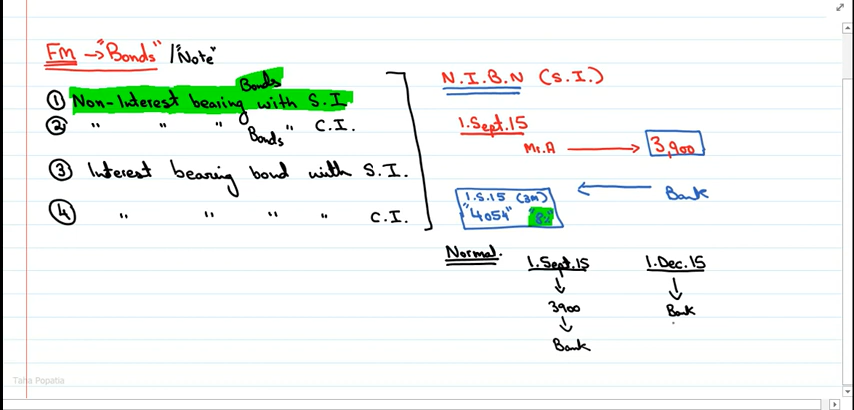 FM → "Bonds" / "Note"
Bonds
① Non-Interest bearing with S.I.
② " " " " C.I.
Bonds
③ Interest bearing bond with S.I.
④ " " " " C.I.
N.I.B.N (S.I.)
1.Sept.15
Mr.A → 3,900
← Bank
1.S.15 (3M)
"4054" "8%"
Normal.
1.Sept.15 1.Dec.15
3900 Bank
Bank
Taha Popatia